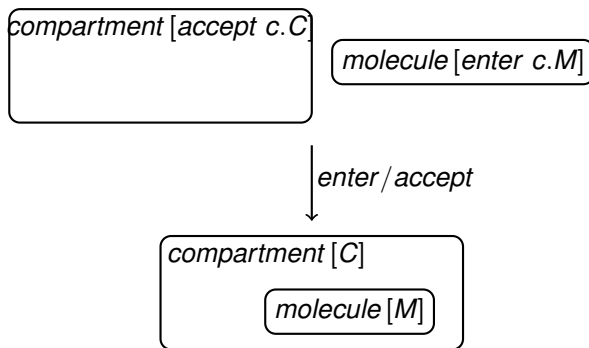 compartment [accept c.C]
molecule [enter c.M]
enter/accept
compartment [C]
molecule [M]